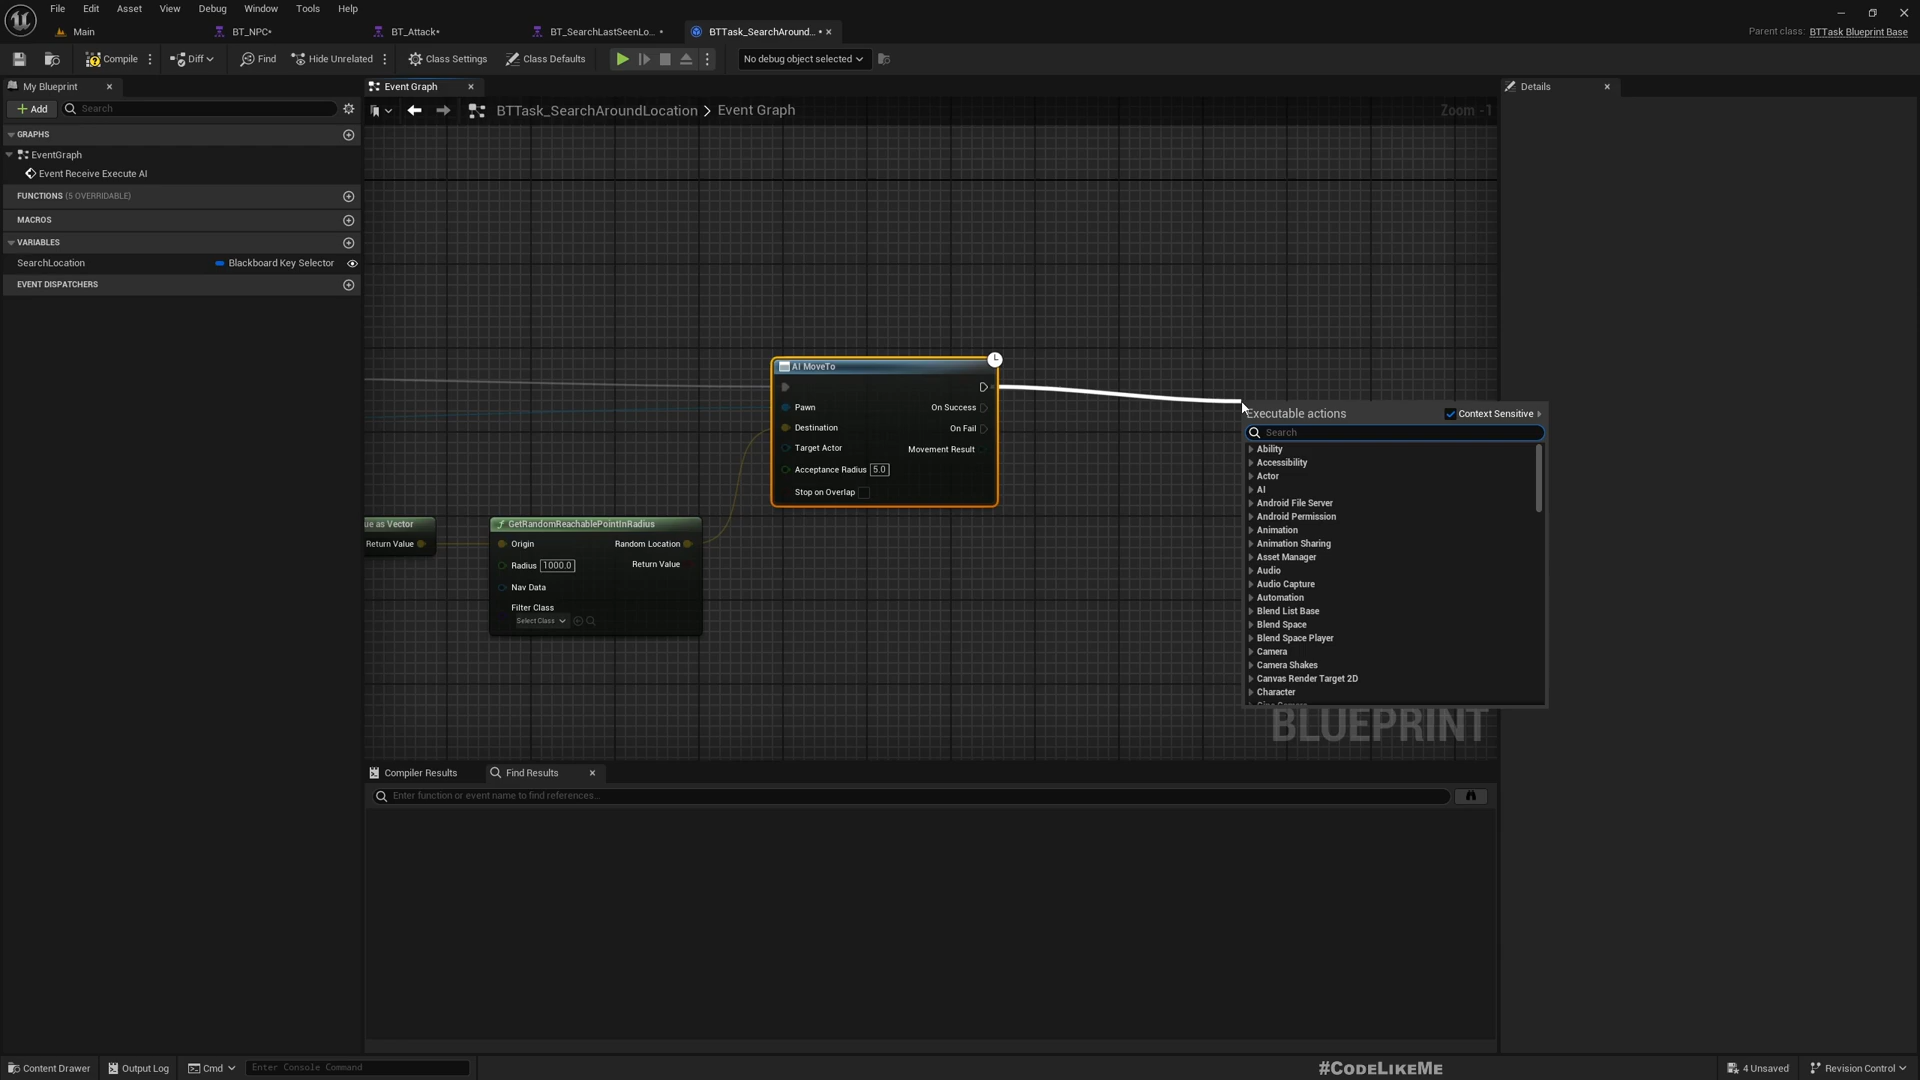 File Edit Asset View Debug Window Tools Help
Main
BT_NPC*
BT_Attack*
BT_SearchLastSeenLo... •
BTTask_SearchAround... •
Parent class: BTTask Blueprint Base
Compile
Diff
Find
Hide Unrelated
Class Settings
Class Defaults
No debug object selected
My Blueprint
Event Graph
Details
Add
Search
BTTask_SearchAroundLocation > Event Graph
Zoom -1
GRAPHS
EventGraph
Event Receive Execute AI
FUNCTIONS (5 OVERRIDABLE)
MACROS
VARIABLES
SearchLocation
Blackboard Key Selector
EVENT DISPATCHERS
AI MoveTo
Pawn
On Success
Destination
On Fail
Target Actor
Movement Result
Acceptance Radius 5.0
Stop on Overlap
ue as Vector
Return Value
GetRandomReachablePointInRadius
Origin
Random Location
Radius 1000.0
Return Value
Nav Data
Filter Class
Select Class
Executable actions
Context Sensitive
Search
Ability
Accessibility
Actor
AI
Android File Server
Android Permission
Animation
Animation Sharing
Asset Manager
Audio
Audio Capture
Automation
Blend List Base
Blend Space
Blend Space Player
Camera
Camera Shakes
Canvas Render Target 2D
Character
BLUEPRINT
Compiler Results
Find Results
Enter function or event name to find references...
Content Drawer
Output Log
Cmd
Enter Console Command
#CodeLikeMe
4 Unsaved
Revision Control